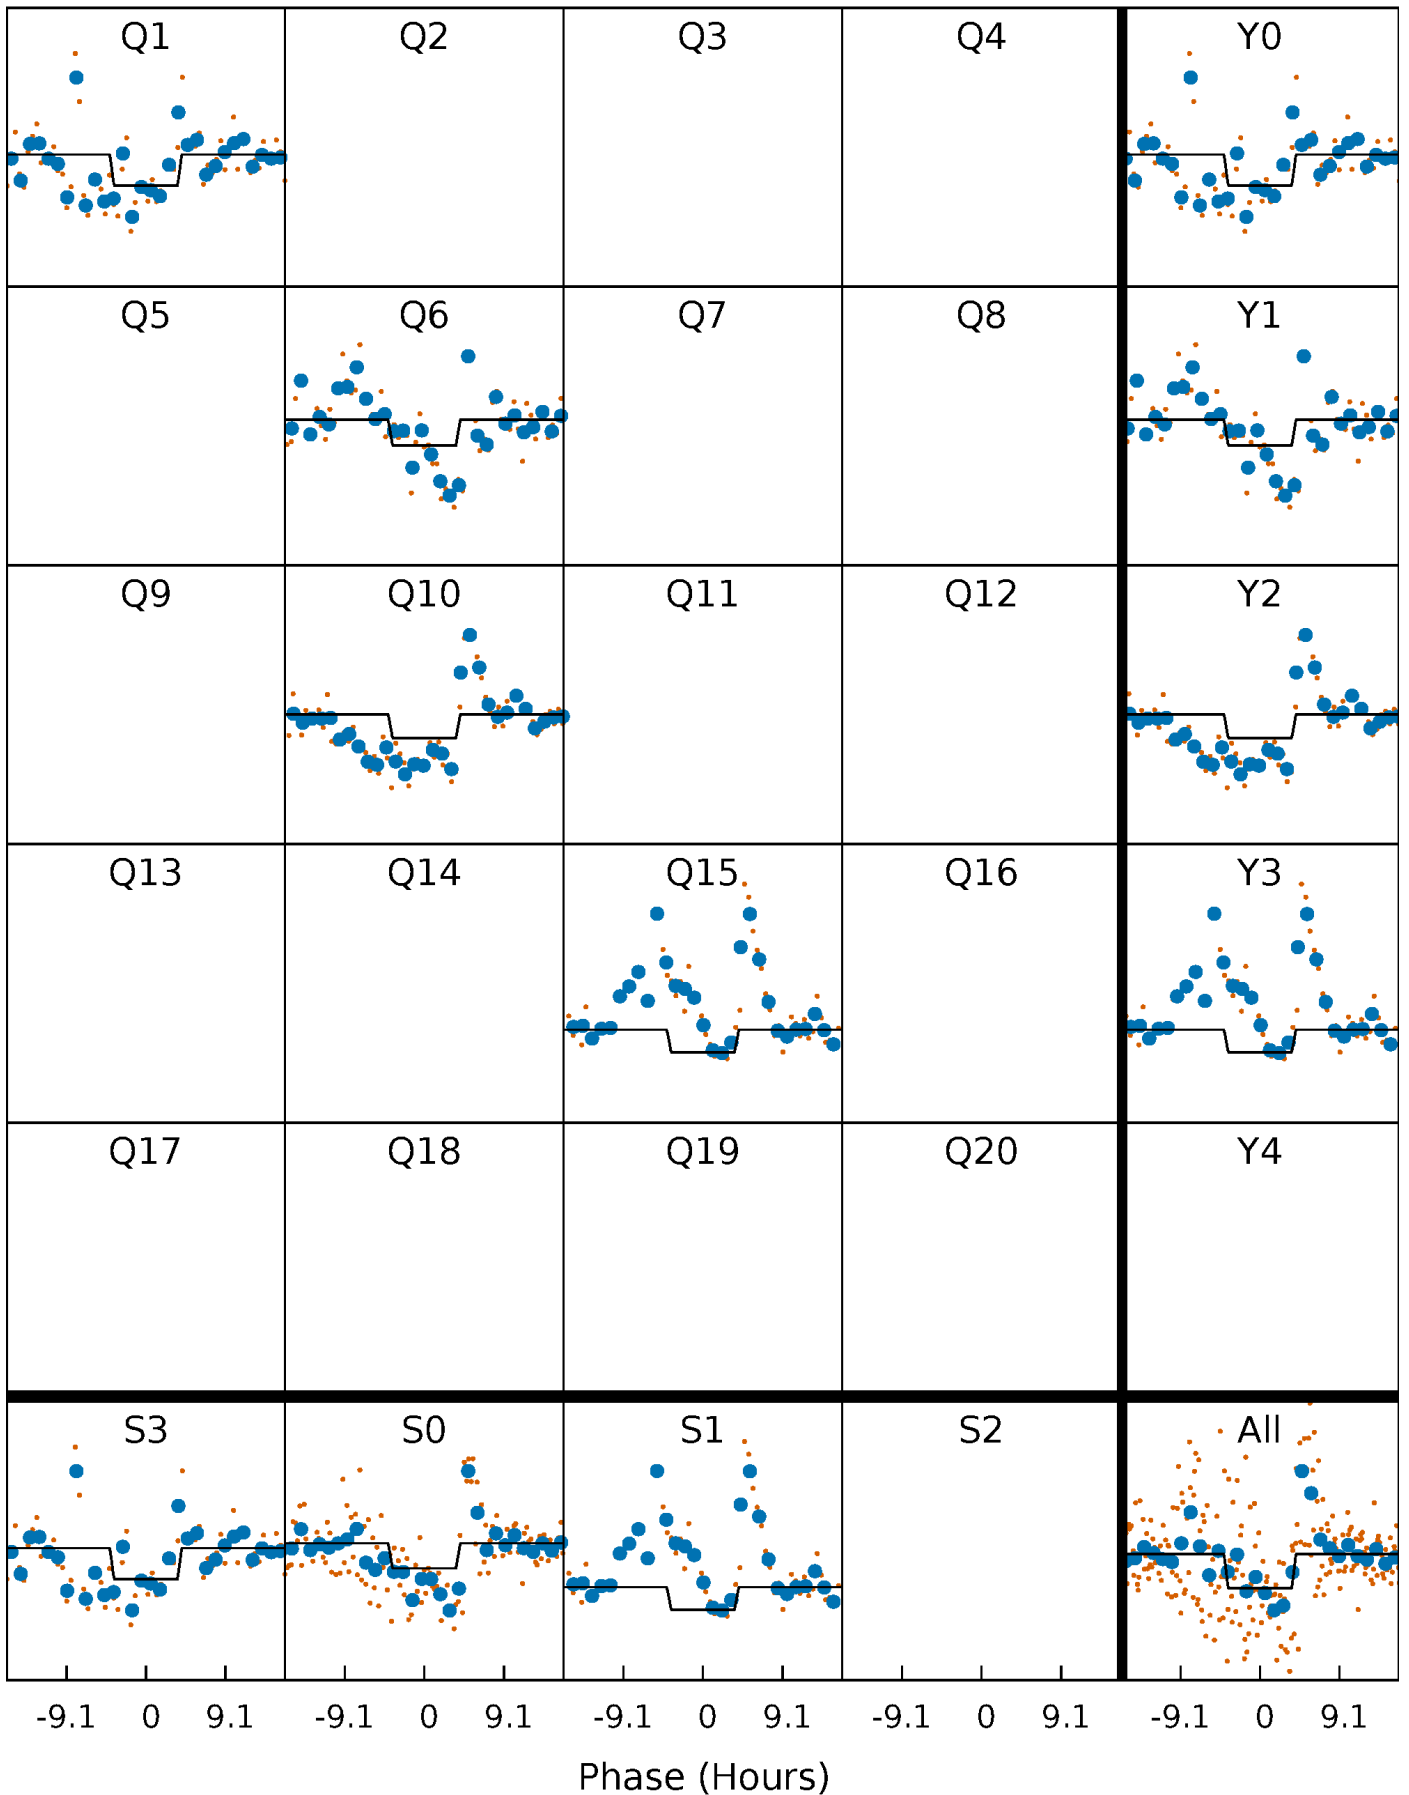 Q1 Q2 Q3 Q4 Y0
Q5 Q6 Q7 Q8 Y1
Q9 Q10 Q11 Q12 Y2
Q13 Q14 Q15 Q16 Y3
Q17 Q18 Q19 Q20 Y4
S3 S0 S1 S2 All
-9.1 0 9.1 -9.1 0 9.1 -9.1 0 9.1 -9.1 0 9.1 -9.1 0 9.1
Phase (Hours)